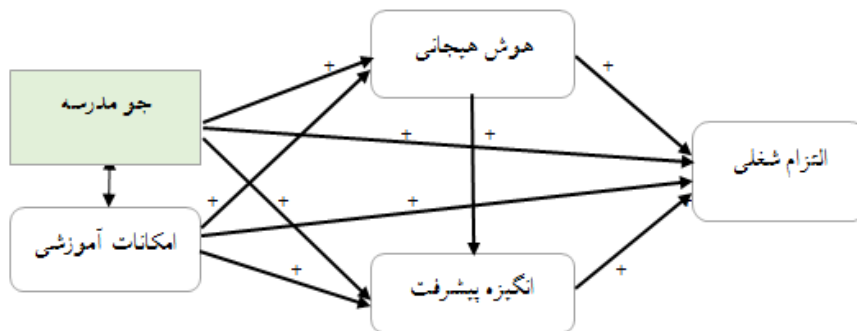 هوش هیجانی
+
+
جو مدرسه
+
+
التزام شغلی
+
+
+
امکانات آموزشی
+
+
انگیزه پیشرفت